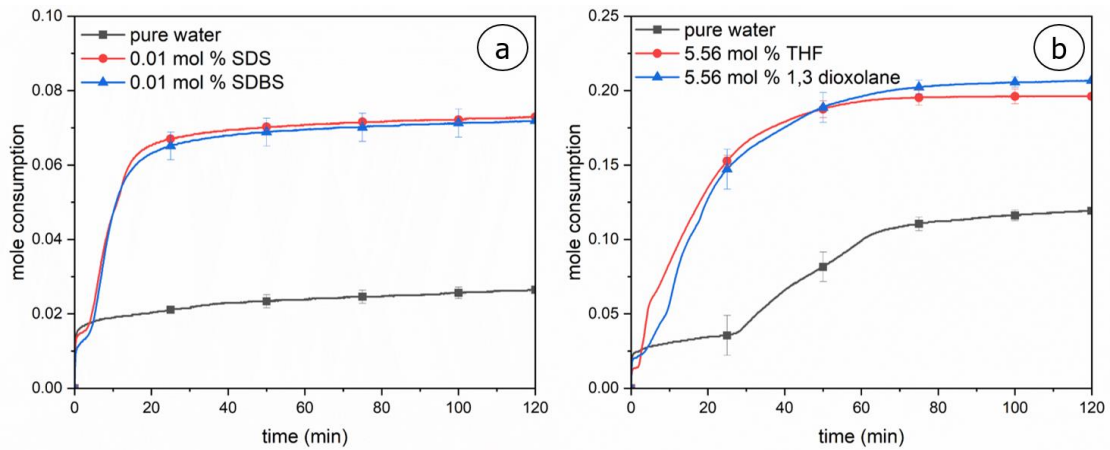 a
pure water
0.01 mol % SDS
0.01 mol % SDBS
mole consumption
0.10
0.08
0.06
0.04
0.02
0.00
0 20 40 60 80 100 120
time (min)
b
pure water
5.56 mol % THF
5.56 mol % 1,3 dioxolane
mole consumption
0.25
0.20
0.15
0.10
0.05
0.00
0 20 40 60 80 100 120
time (min)